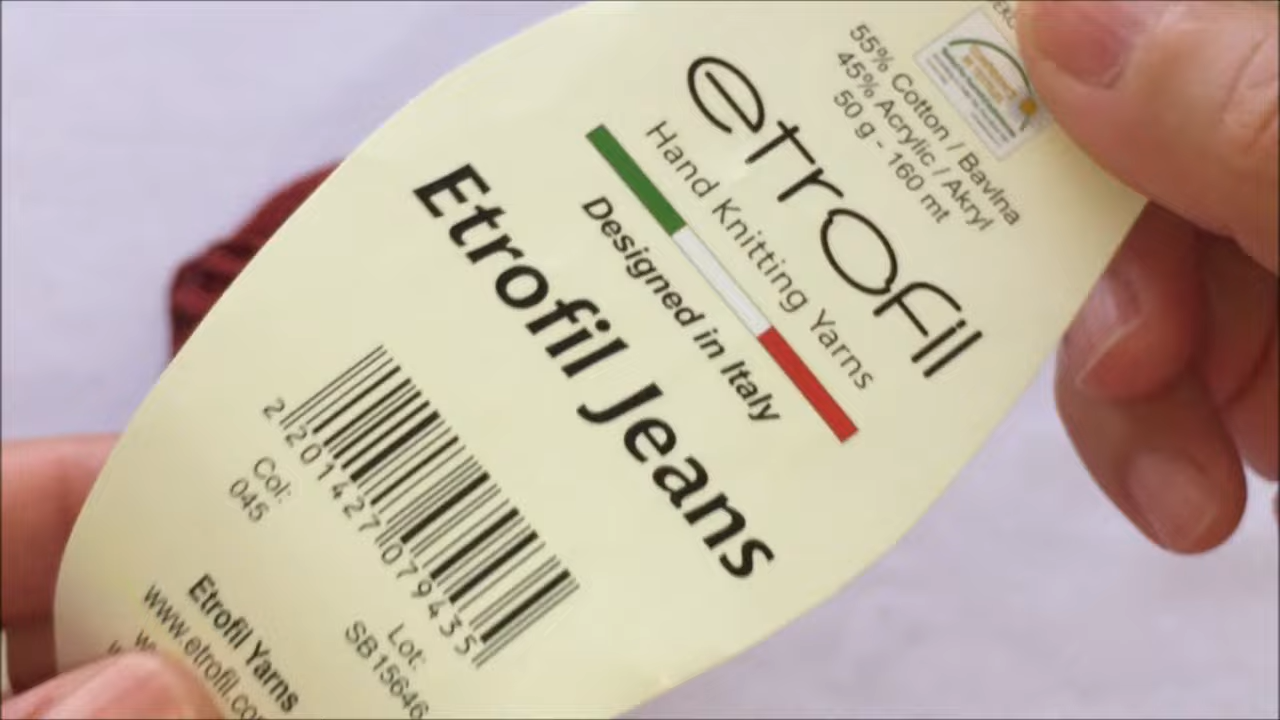 55% Cotton / Bavlna
45% Acrylic / Akryl
50 g - 160 mt
etrofil
Hand Knitting Yarns
Designed in Italy
Etrofil Jeans
2 201427 079435
Col:
045
Lot:
SB15646
Etrofil Yarns
www.etrofil.co